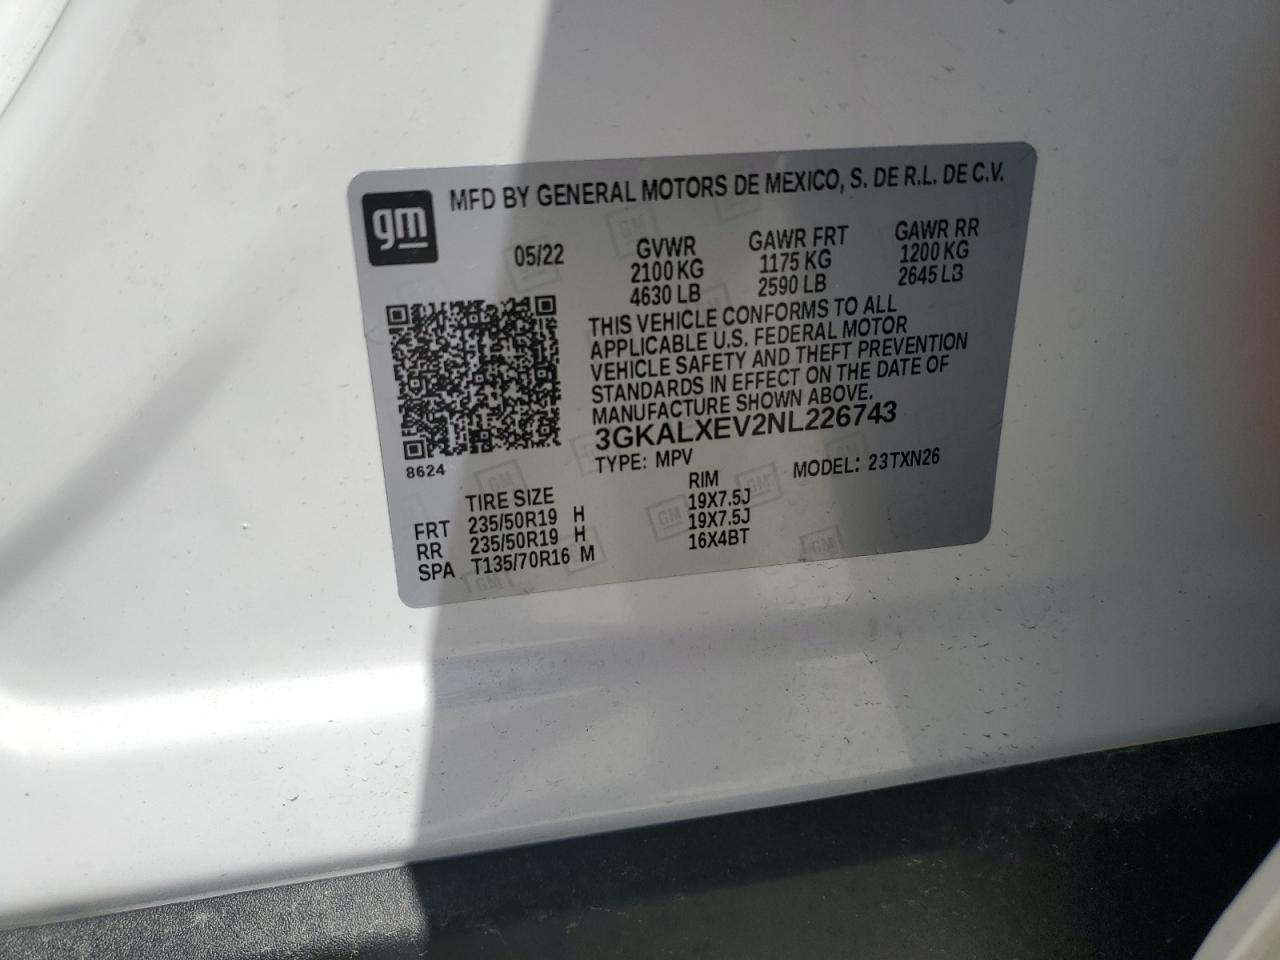 gm
MFD BY GENERAL MOTORS DE MEXICO, S. DE R.L. DE C.V.
05/22 GVWR GAWR FRT GAWR RR
2100 KG 1175 KG 1200 KG
4630 LB 2590 LB 2645 LB
THIS VEHICLE CONFORMS TO ALL
APPLICABLE U.S. FEDERAL MOTOR
VEHICLE SAFETY AND THEFT PREVENTION
STANDARDS IN EFFECT ON THE DATE OF
MANUFACTURE SHOWN ABOVE.
3GKALXEV2NL226743
8624
TYPE: MPV MODEL: 23TXN26
TIRE SIZE RIM
FRT 235/50R19 H 19X7.5J
RR 235/50R19 H 19X7.5J
SPA T135/70R16 M 16X4BT